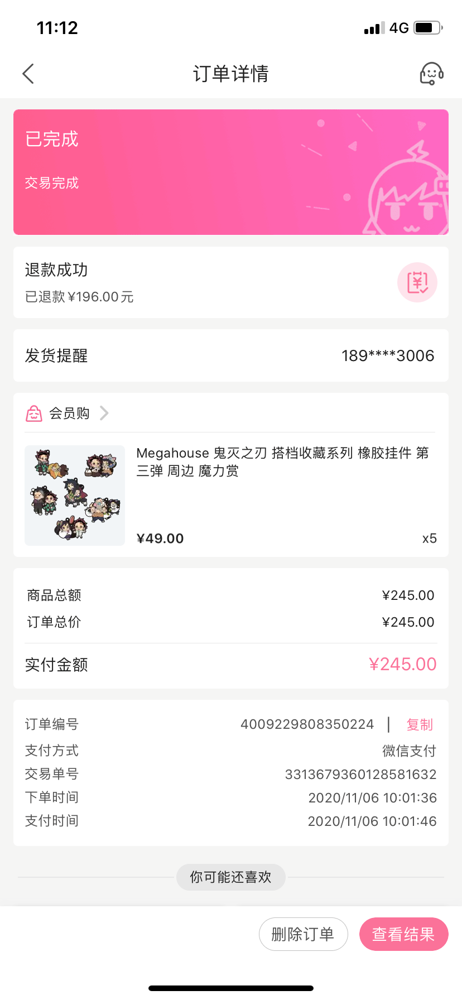 11:12
4G
订单详情
已完成
交易完成
退款成功
已退款¥196.00元
发货提醒
189****3006
会员购
Megahouse 鬼灭之刃 搭档收藏系列 橡胶挂件 第
三弹 周边 魔力赏
¥49.00
x5
商品总额
¥245.00
订单总价
¥245.00
实付金额
¥245.00
订单编号
4009229808350224 | 复制
支付方式
微信支付
交易单号
3313679360128581632
下单时间
2020/11/06 10:01:36
支付时间
2020/11/06 10:01:46
你可能还喜欢
删除订单
查看结果